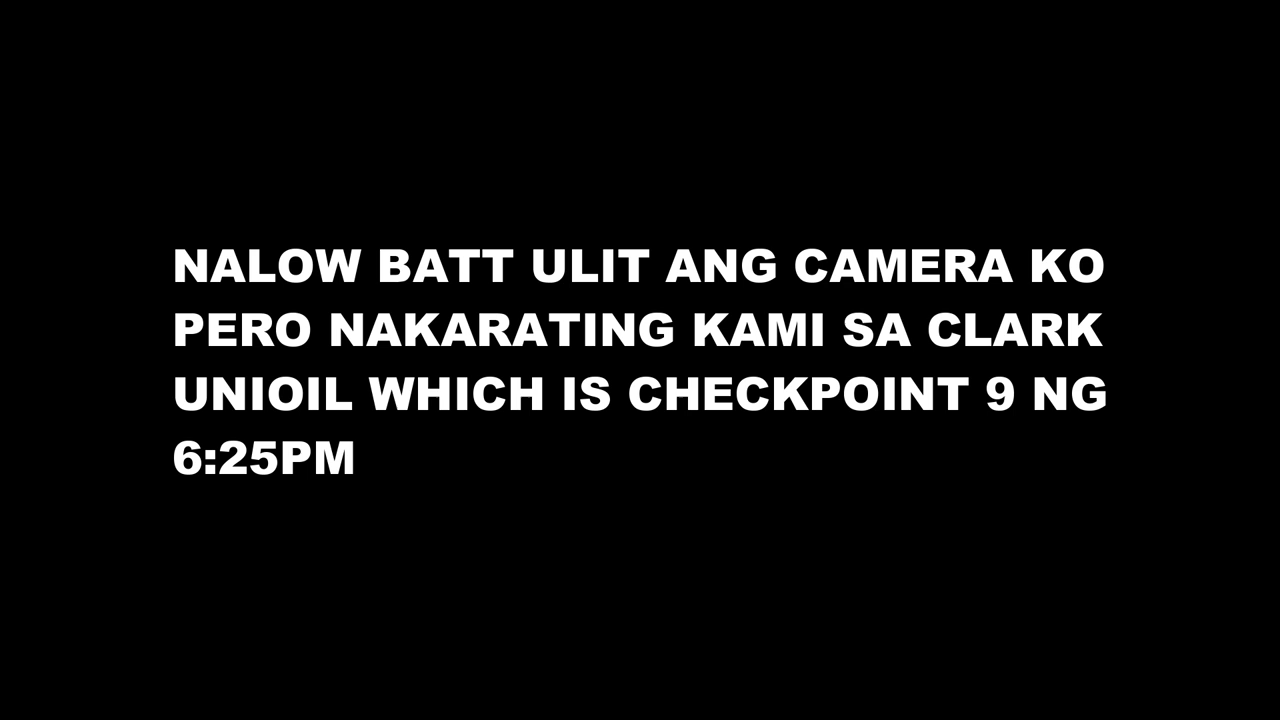 NALOW BATT ULIT ANG CAMERA KO
PERO NAKARATING KAMI SA CLARK
UNIOIL WHICH IS CHECKPOINT 9 NG
6:25PM